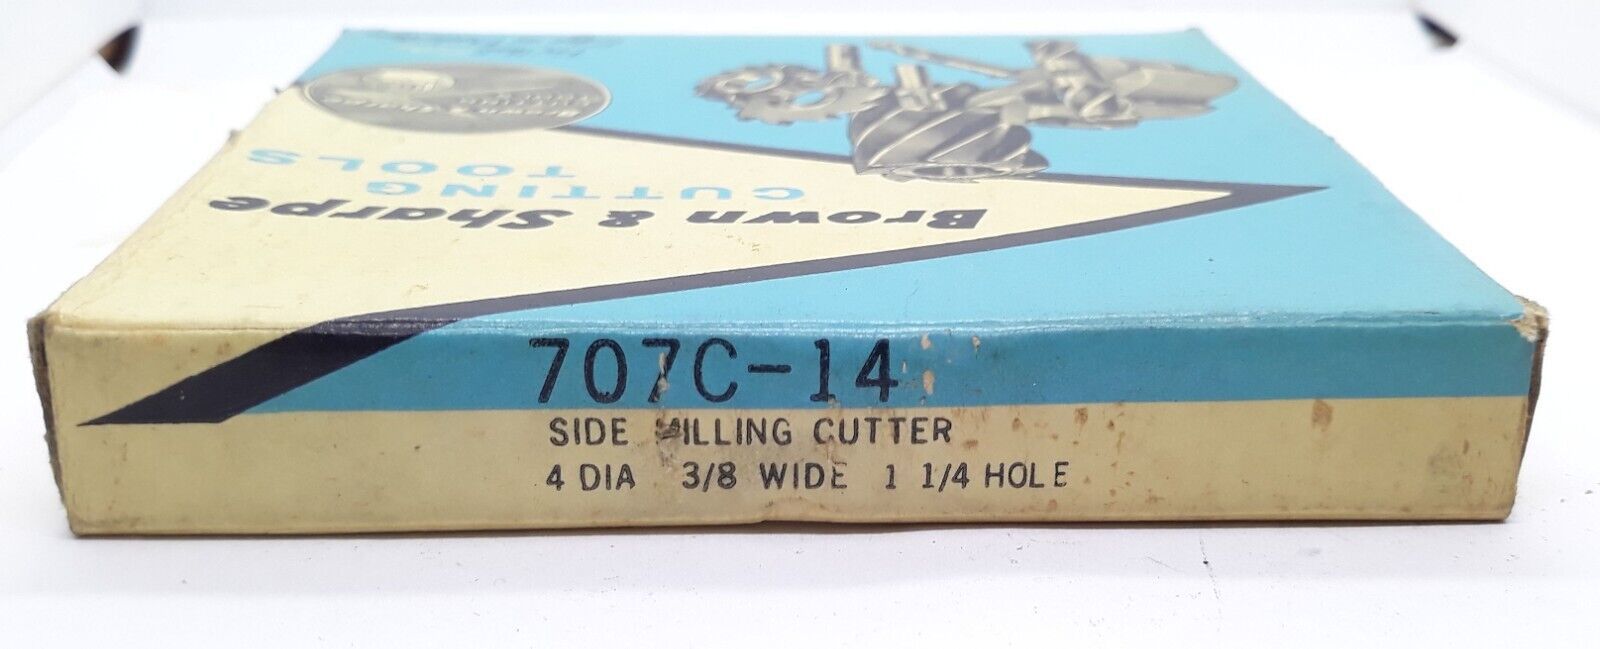 Brown & Sharpe
CUTTING
TOOLS
707C-14
SIDE MILLING CUTTER
4 DIA 3/8 WIDE 1 1/4 HOLE